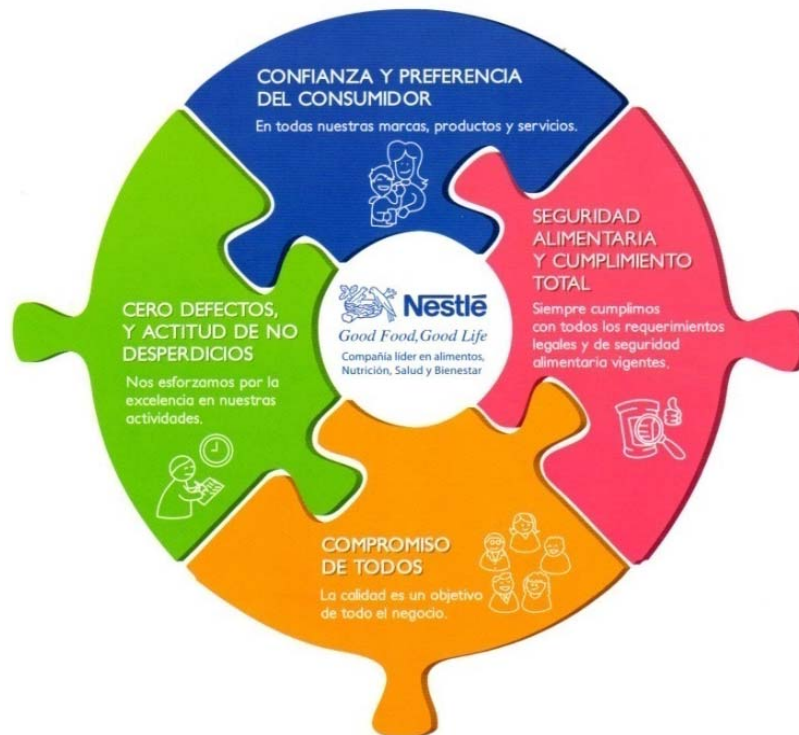 CONFIANZA Y PREFERENCIA
DEL CONSUMIDOR
En todas nuestras marcas, productos y servicios.
SEGURIDAD
ALIMENTARIA
Y CUMPLIMIENTO
TOTAL
Siempre cumplimos
con todos los requerimientos
legales y de seguridad
alimentaria vigentes.
CERO DEFECTOS,
Y ACTITUD DE NO
DESPERDICIOS
Nos esforzamos por la
excelencia en nuestras
actividades.
Nestlé
Good Food, Good Life
Compañía líder en alimentos,
Nutrición, Salud y Bienestar
COMPROMISO
DE TODOS
La calidad es un objetivo
de todo el negocio.